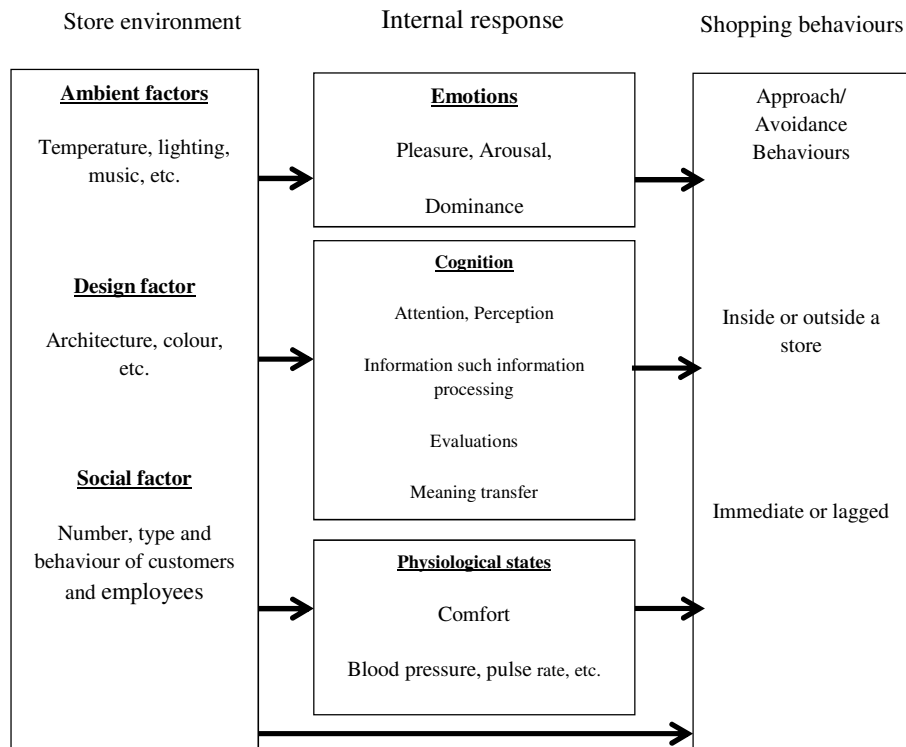 Store environment
Internal response
Shopping behaviours
Ambient factors
Temperature, lighting,
music, etc.
Design factor
Architecture, colour,
etc.
Social factor
Number, type and
behaviour of customers
and employees
Emotions
Pleasure, Arousal,
Dominance
Cognition
Attention, Perception
Information such information
processing
Evaluations
Meaning transfer
Physiological states
Comfort
Blood pressure, pulse rate, etc.
Approach/
Avoidance
Behaviours
Inside or outside a
store
Immediate or lagged